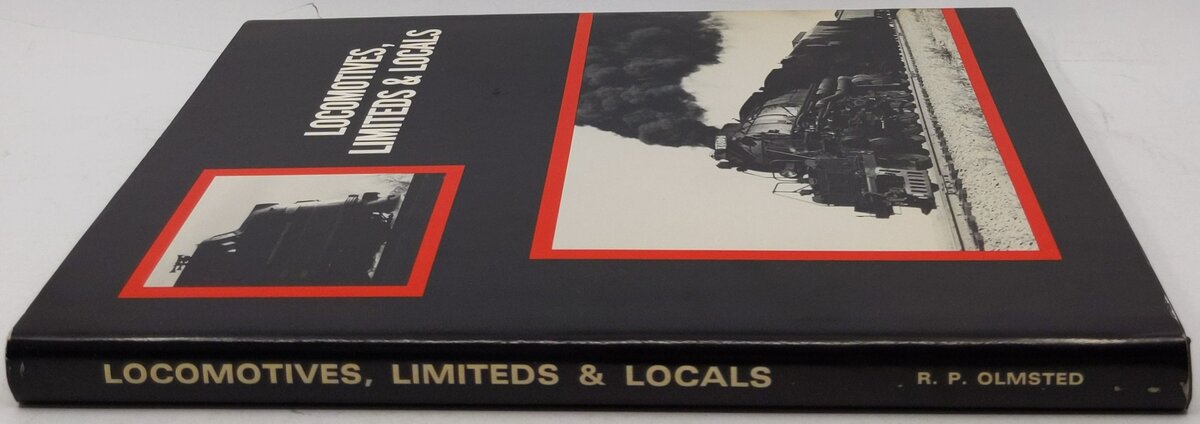 LOCOMOTIVES,
LIMITEDS & LOCALS
LOCOMOTIVES, LIMITEDS & LOCALS
R. P. OLMSTED